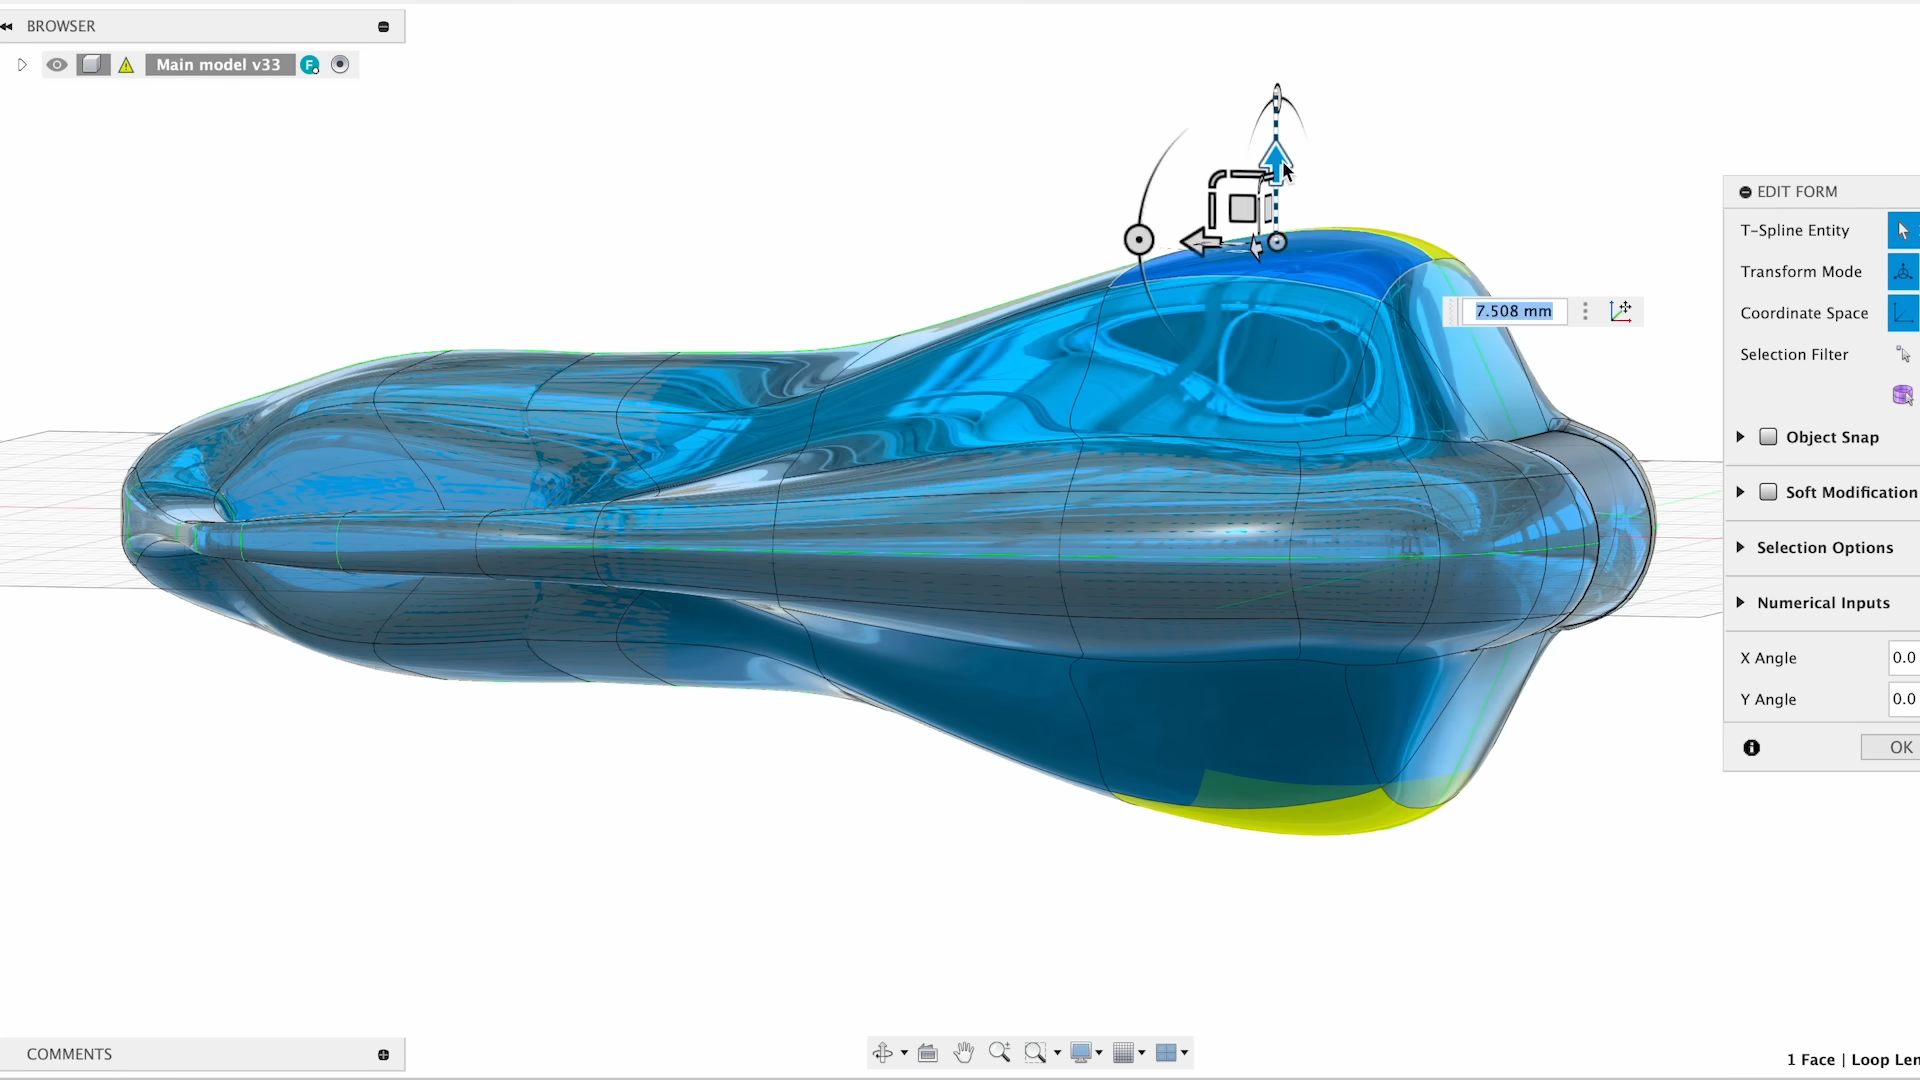 BROWSER
Main model v33
F
EDIT FORM
T-Spline Entity
Transform Mode
7.508 mm
Coordinate Space
Selection Filter
Object Snap
Soft Modification
Selection Options
Numerical Inputs
X Angle 0.0
Y Angle 0.0
OK
COMMENTS
1 Face | Loop Len